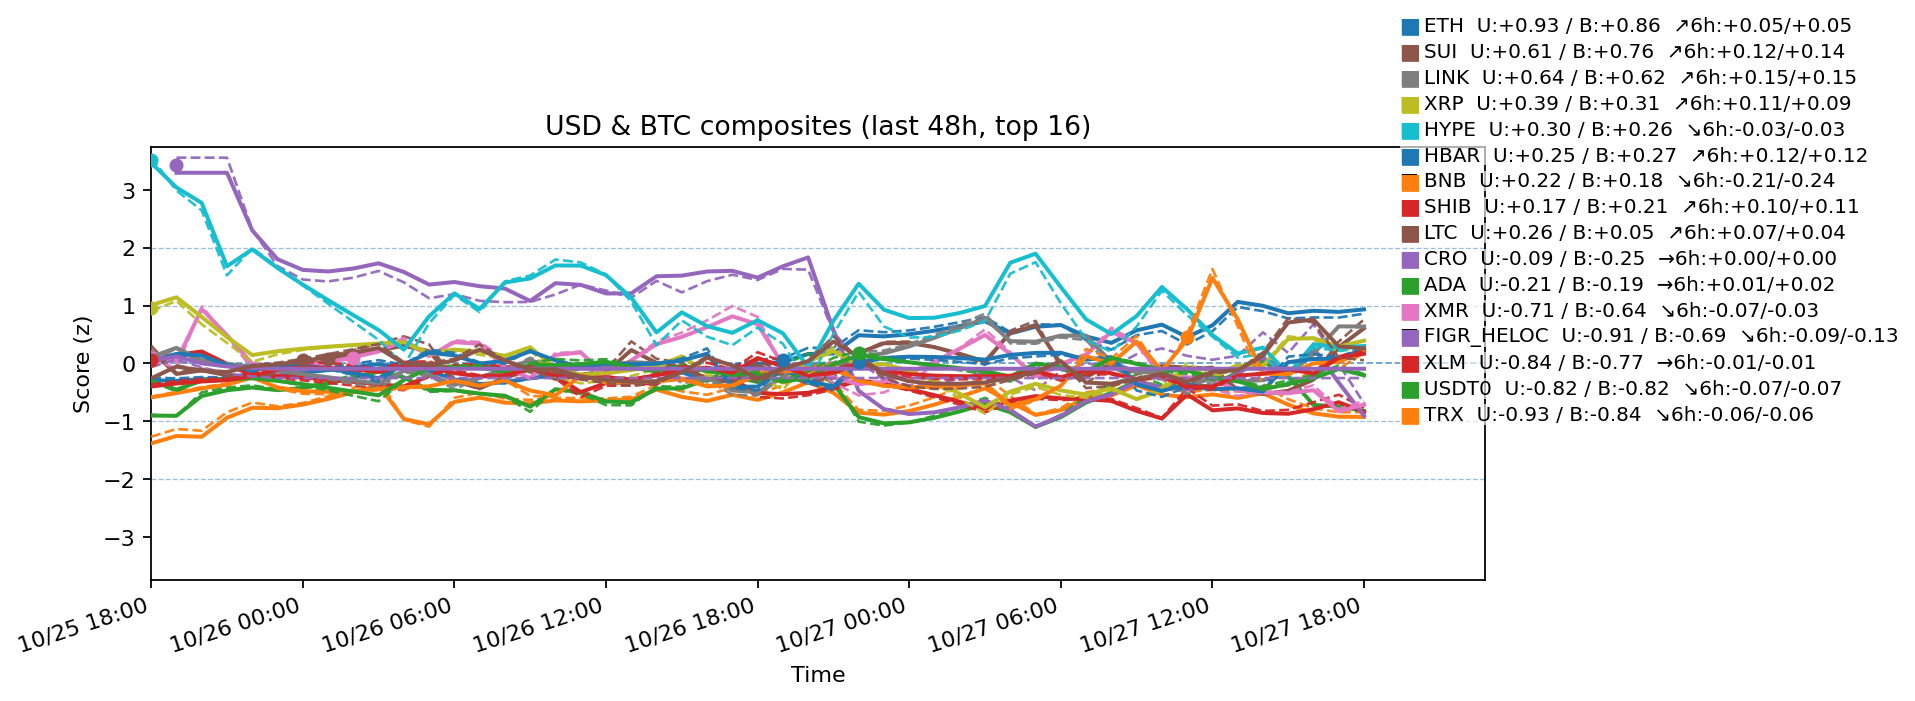 ETH  U:+0.93 / B:+0.86  ↗6h:+0.05/+0.05
SUI  U:+0.61 / B:+0.76  ↗6h:+0.12/+0.14
LINK  U:+0.64 / B:+0.62  ↗6h:+0.15/+0.15
XRP  U:+0.39 / B:+0.31  ↗6h:+0.11/+0.09
HYPE  U:+0.30 / B:+0.26  ↘6h:-0.03/-0.03
HBAR  U:+0.25 / B:+0.27  ↗6h:+0.12/+0.12
BNB  U:+0.22 / B:+0.18  ↘6h:-0.21/-0.24
SHIB  U:+0.17 / B:+0.21  ↗6h:+0.10/+0.11
LTC  U:+0.26 / B:+0.05  ↗6h:+0.07/+0.04
CRO  U:-0.09 / B:-0.25  →6h:+0.00/+0.00
ADA  U:-0.21 / B:-0.19  →6h:+0.01/+0.02
XMR  U:-0.71 / B:-0.64  ↘6h:-0.07/-0.03
FIGR_HELOC  U:-0.91 / B:-0.69  ↘6h:-0.09/-0.13
XLM  U:-0.84 / B:-0.77  →6h:-0.01/-0.01
USDT0  U:-0.82 / B:-0.82  ↘6h:-0.07/-0.07
TRX  U:-0.93 / B:-0.84  ↘6h:-0.06/-0.06
USD & BTC composites (last 48h, top 16)
Score (z)
3
2
1
0
−1
−2
−3
10/25 18:00
10/26 00:00
10/26 06:00
10/26 12:00
10/26 18:00
10/27 00:00
10/27 06:00
10/27 12:00
10/27 18:00
Time